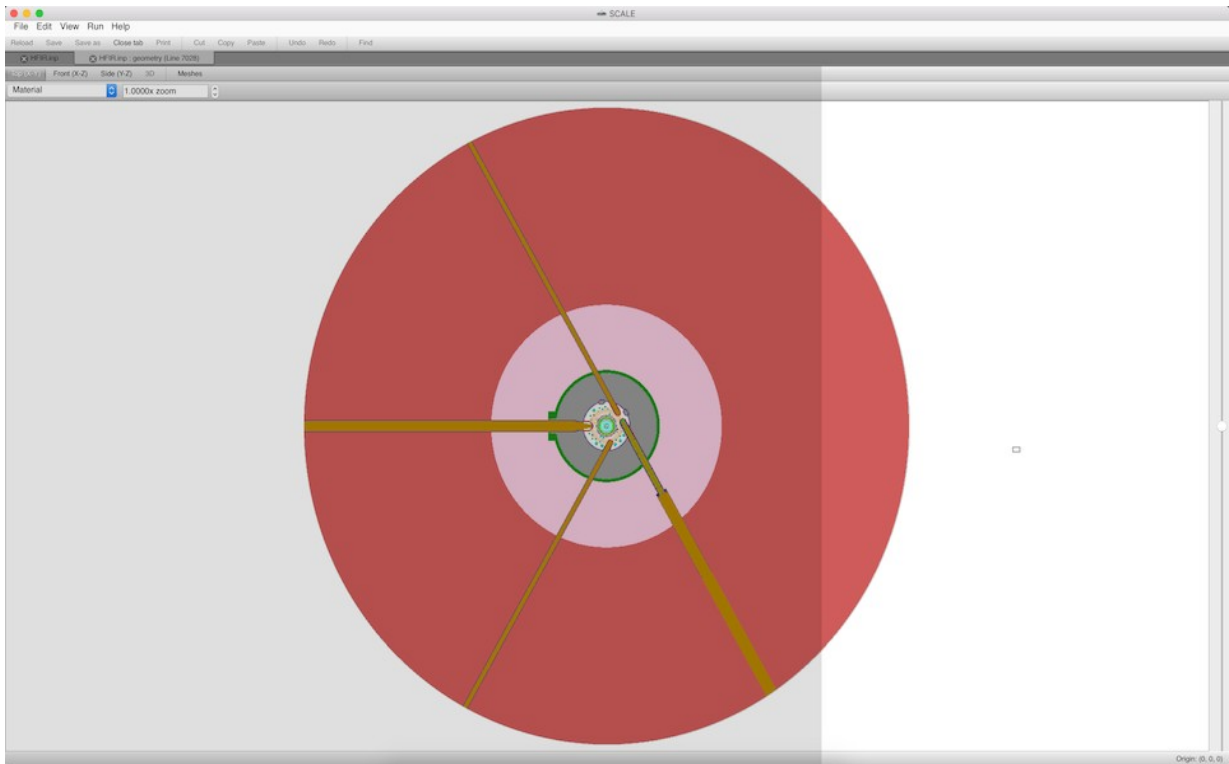 SCALE
File Edit View Run Help
Reload Save Save as Close tab Print Cut Copy Paste Undo Redo Find
HFIR.inp HFIR.inp : geometry (Line 7028)
Front (X-Z) Side (Y-Z) 3D Meshes
Material 1.0000x zoom
Origin: (0, 0, 0)